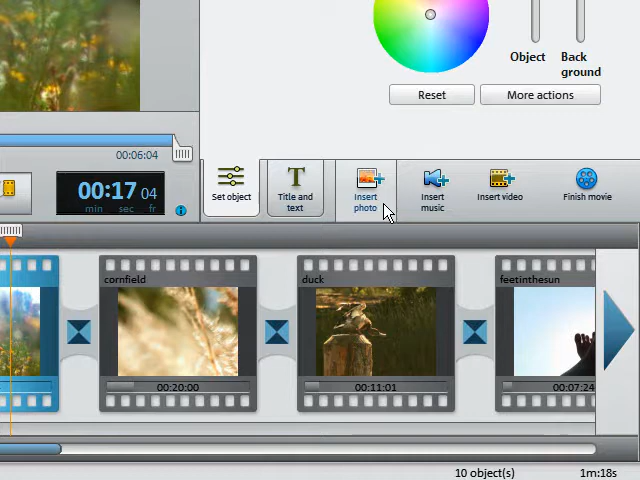 Object
Back
ground
Reset
More actions
00:06:04
00:17 04
min sec fr
Set object
Title and
text
Insert
photo
Insert
music
Insert video
Finish movie
cornfield
duck
feetinthesun
00:20:00
00:11:01
00:07:24
10 object(s)
1m:18s